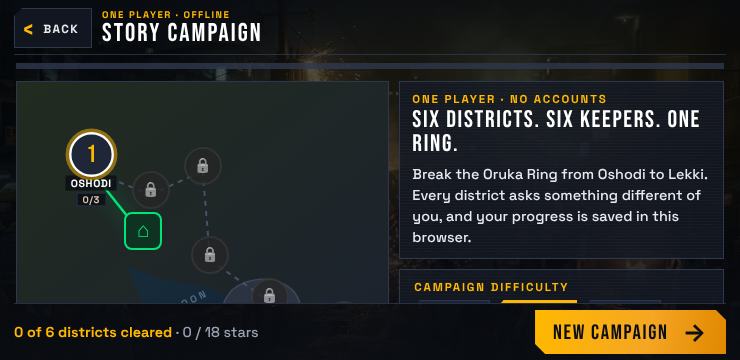 < BACK
ONE PLAYER · OFFLINE
STORY CAMPAIGN
1
OSHODI
0/3
OON
ONE PLAYER · NO ACCOUNTS
SIX DISTRICTS. SIX KEEPERS. ONE
RING.
Break the Oruka Ring from Oshodi to Lekki.
Every district asks something different of
you, and your progress is saved in this
browser.
CAMPAIGN DIFFICULTY
0 of 6 districts cleared · 0 / 18 stars
NEW CAMPAIGN →